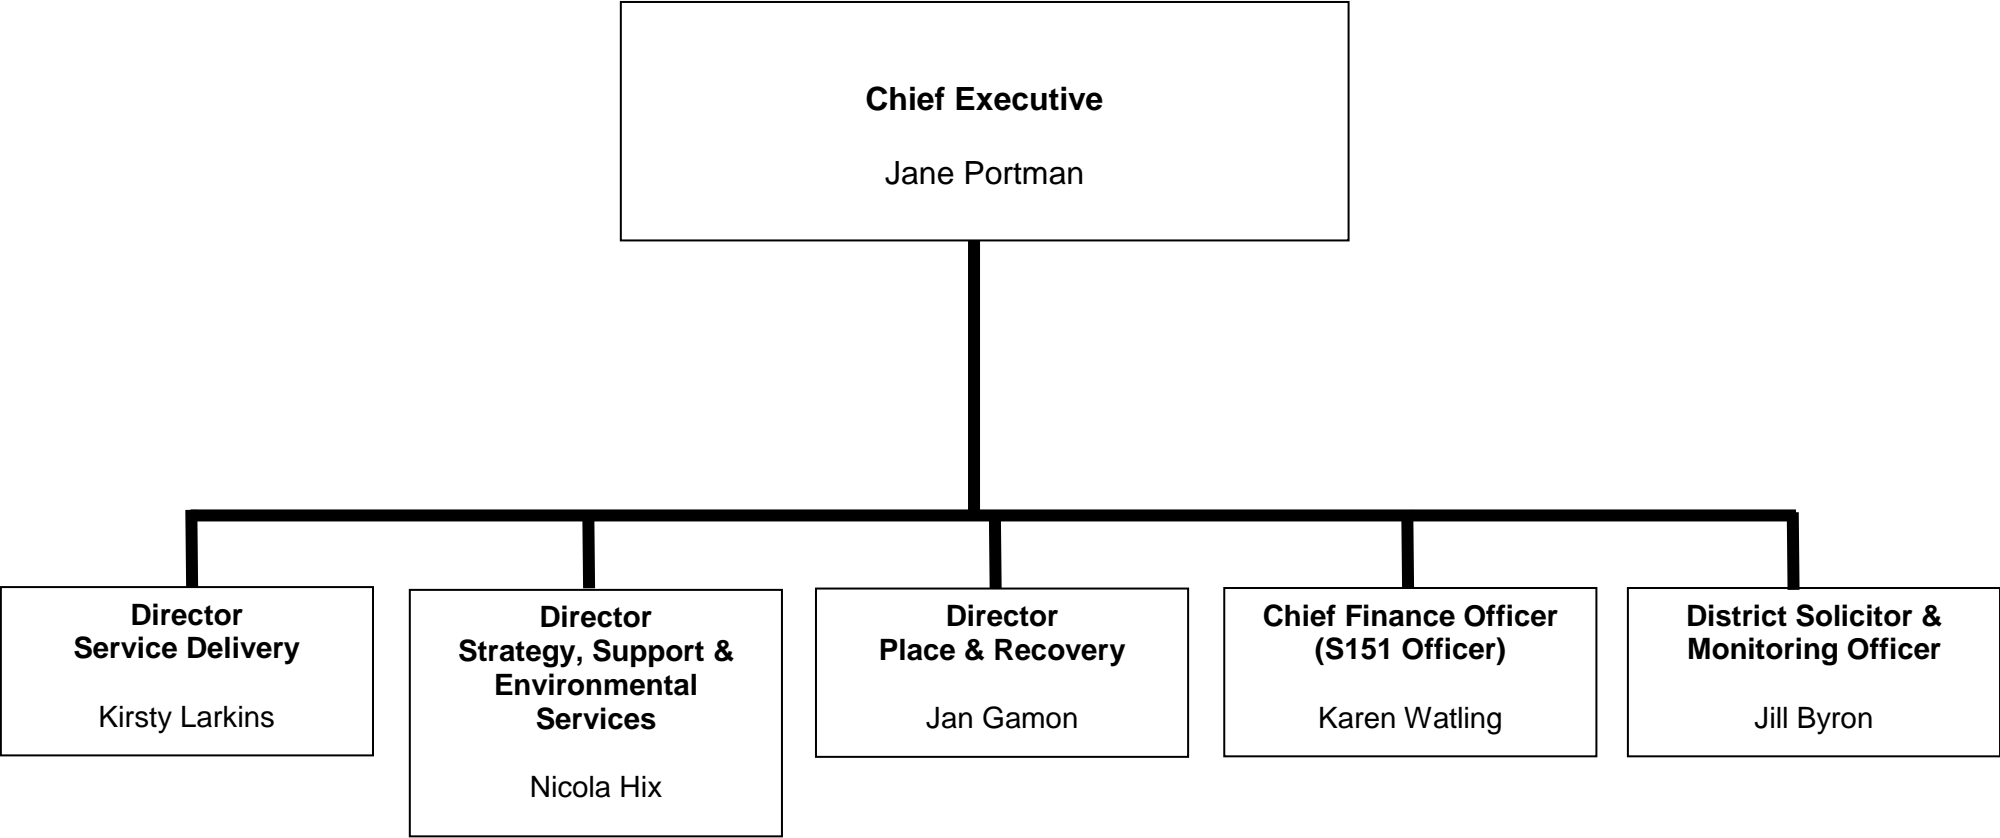 Chief Executive
Jane Portman
Director
Service Delivery
Kirsty Larkins
Director
Strategy, Support &
Environmental
Services
Nicola Hix
Director
Place & Recovery
Jan Gamon
Chief Finance Officer
(S151 Officer)
Karen Watling
District Solicitor &
Monitoring Officer
Jill Byron